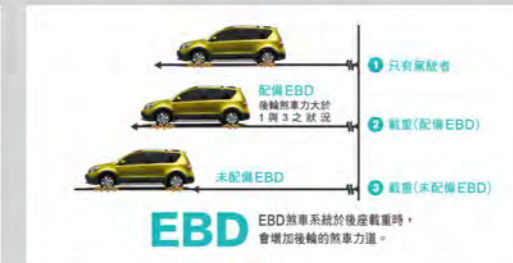 1 只有駕駛者
配備EBD
後輪煞車力大於
1與3之狀況
2 載重(配備EBD)
未配備EBD
3 載重(未配備EBD)
EBD
EBD煞車系統於後座載重時，
會增加後輪的煞車力道。